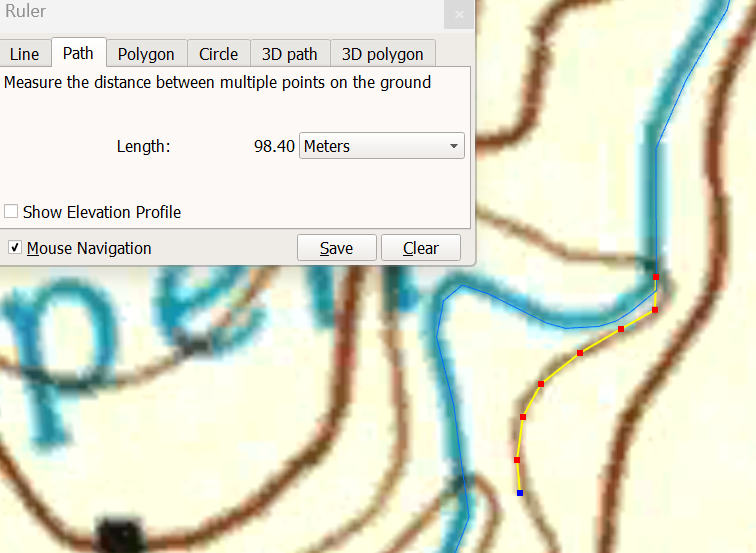 Ruler
Line Path Polygon Circle 3D path 3D polygon
Measure the distance between multiple points on the ground
Length: 98.40 Meters
Show Elevation Profile
Mouse Navigation Save Clear